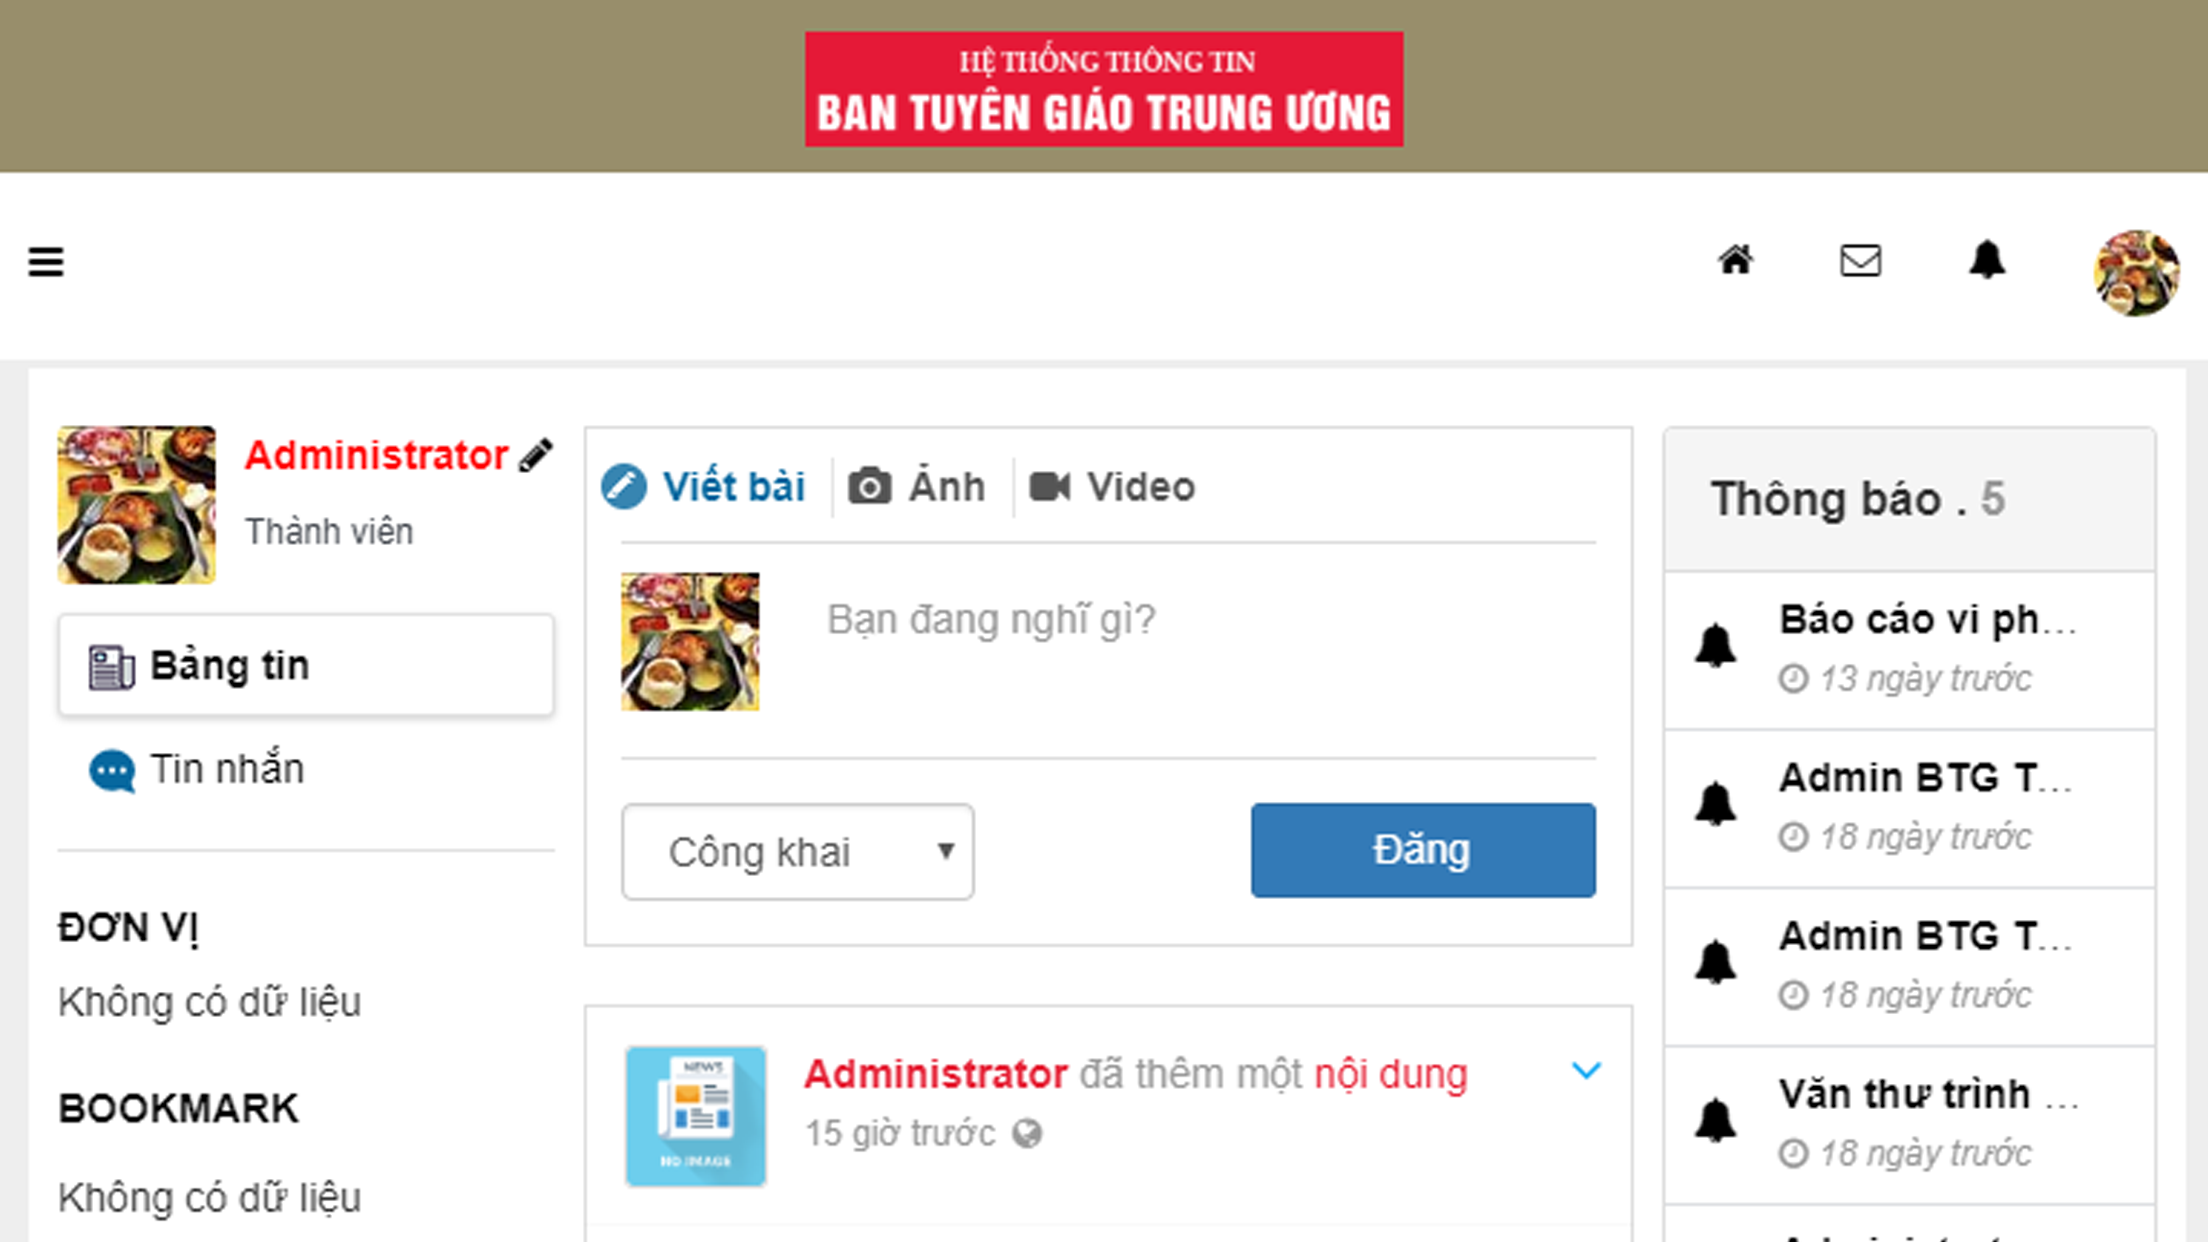 HỆ THỐNG THÔNG TIN
BAN TUYÊN GIÁO TRUNG ƯƠNG
Administrator
Thành viên
Bảng tin
Tin nhắn
ĐƠN VỊ
Không có dữ liệu
BOOKMARK
Không có dữ liệu
Viết bài
Ảnh
Video
Bạn đang nghĩ gì?
Công khai
Đăng
NEWS
NO IMAGE
Administrator đã thêm một nội dung
15 giờ trước
Thông báo . 5
Báo cáo vi ph...
13 ngày trước
Admin BTG T...
18 ngày trước
Admin BTG T...
18 ngày trước
Văn thư trình ...
18 ngày trước